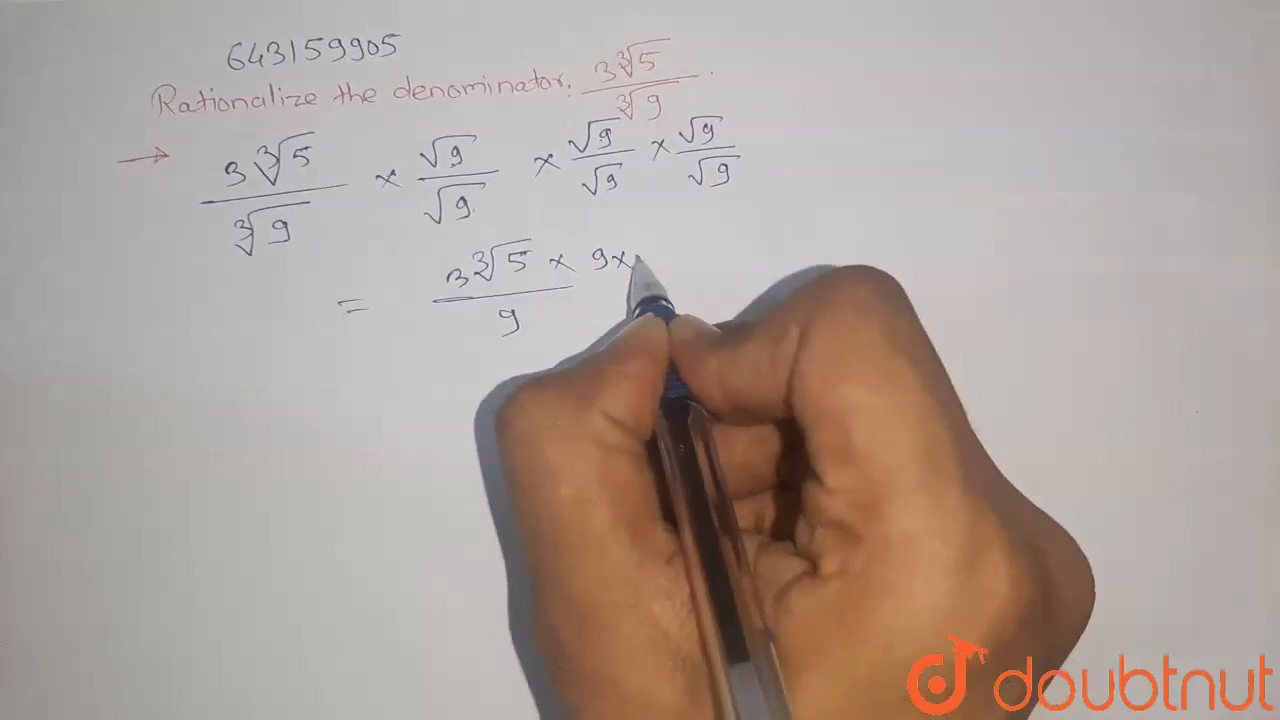 643159905
Rationalize the denominator: 3∛5/∛9.
→ 3∛5/∛9 × √9/√9 × √9/√9 × √9/√9
= 3∛5 × 9×/9
doubtnut